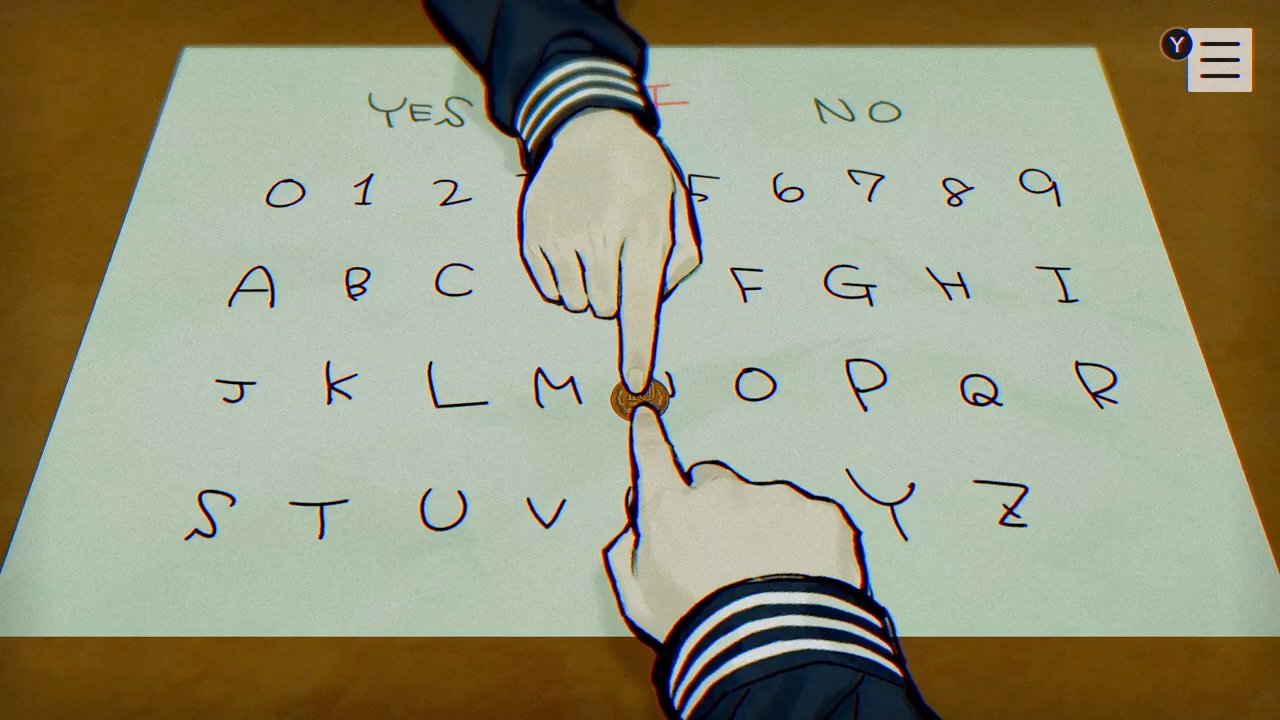 Y
YES NO
0 1 2 5 6 7 8 9
A B C F G H I
J K L M N O P Q R
S T U V Y Z